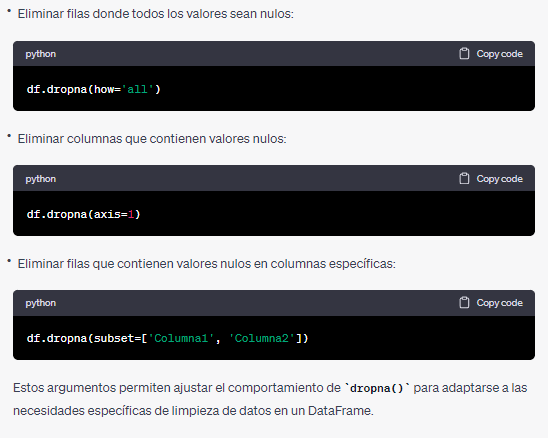 • Eliminar filas donde todos los valores sean nulos:
python Copy code
df.dropna(how='all')
• Eliminar columnas que contienen valores nulos:
python Copy code
df.dropna(axis=1)
• Eliminar filas que contienen valores nulos en columnas específicas:
python Copy code
df.dropna(subset=['Columna1', 'Columna2'])
Estos argumentos permiten ajustar el comportamiento de `dropna()` para adaptarse a las
necesidades específicas de limpieza de datos en un DataFrame.